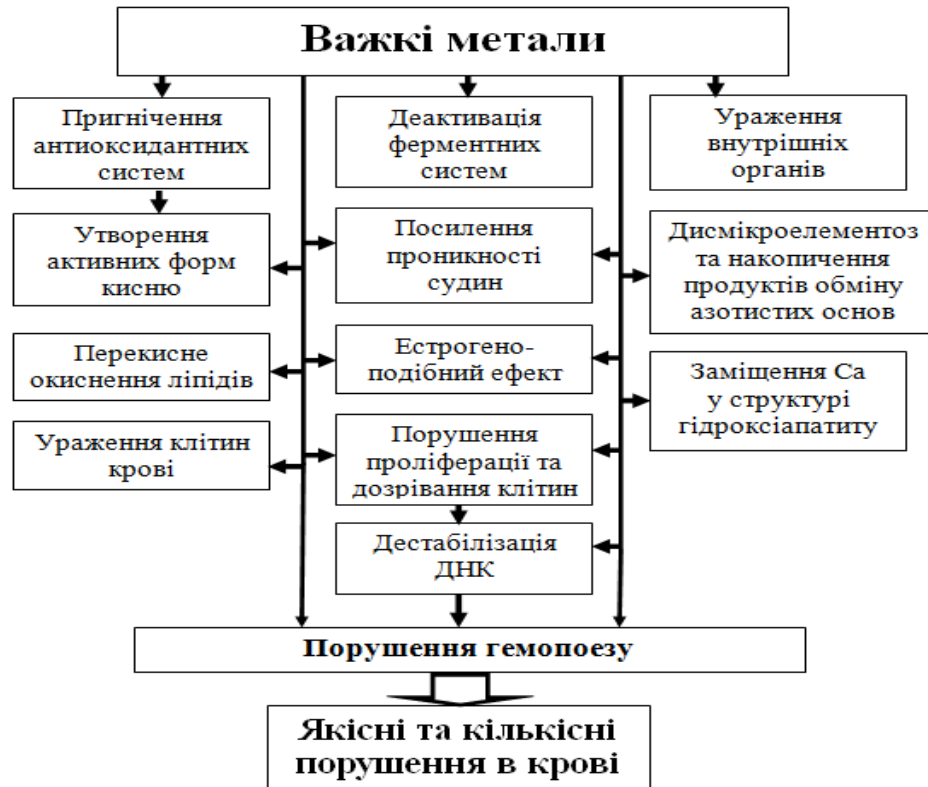 Важкі метали
Пригнічення
антиоксидантних
систем
Деактивація
ферментних
систем
Ураження
внутрішніх
органів
Утворення
активних форм
кисню
Посилення
проникності
судин
Дисмікроелементоз
та накопичення
продуктів обміну
азотистих основ
Перекисне
окиснення ліпідів
Естрогено-
подібний ефект
Заміщення Са
у структурі
гідроксіапатиту
Ураження клітин
крові
Порушення
проліферації та
дозрівання клітин
Дестабілізація
ДНК
Порушення гемопоезу
Якісні та кількісні
порушення в крові